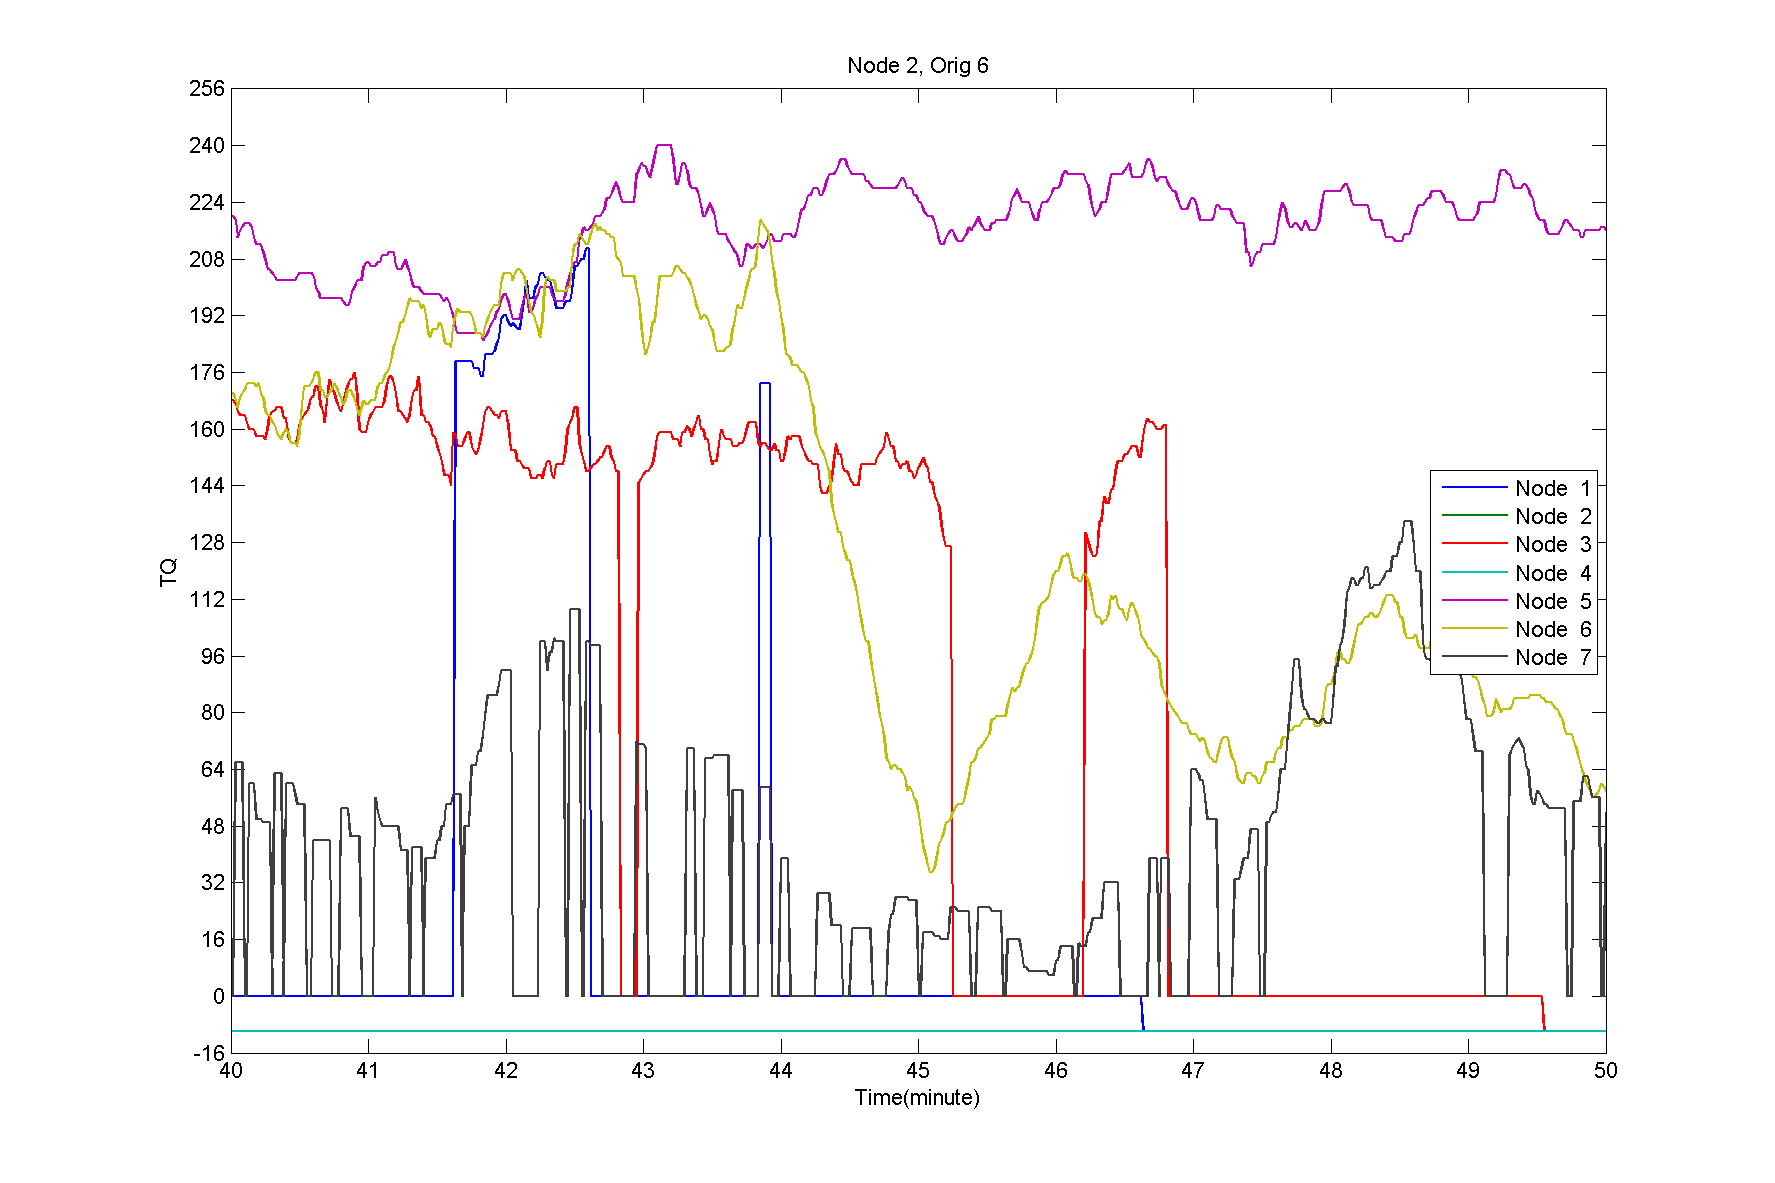 Node 2, Orig 6
256
240
224
208
192
176
160
144
128
112
96
80
64
48
32
16
0
-16
TQ
Node 1
Node 2
Node 3
Node 4
Node 5
Node 6
Node 7
40 41 42 43 44 45 46 47 48 49 50
Time(minute)